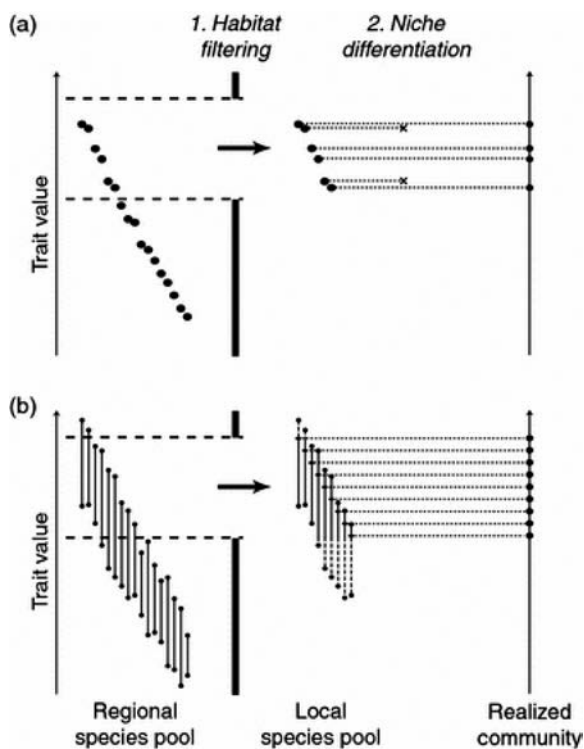 (a)
1. Habitat
filtering
2. Niche
differentiation
Trait value
(b)
Trait value
Regional
species pool
Local
species pool
Realized
community